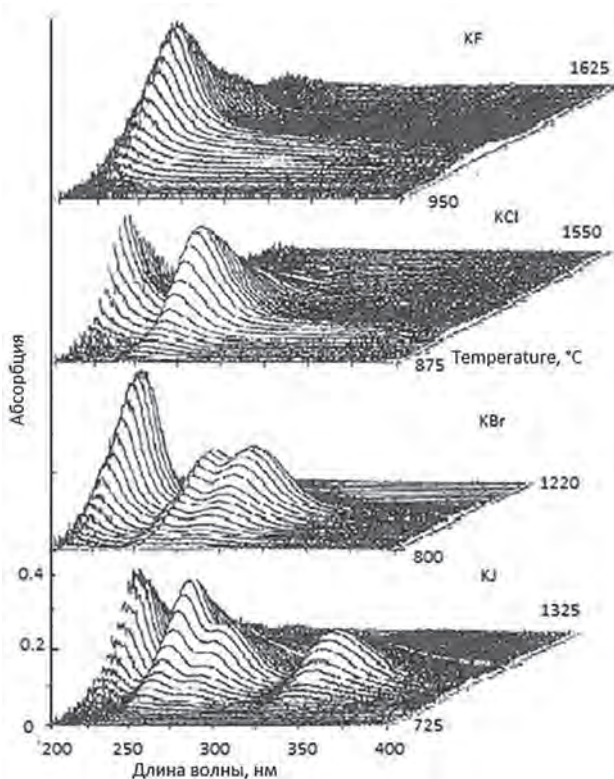 KF
1625
950
KCl
1550
875
Temperature, °C
KBr
1220
800
KJ
1325
725
Абсорбция
0.4
0.2
0
200 250 300 350 400
Длина волны, нм